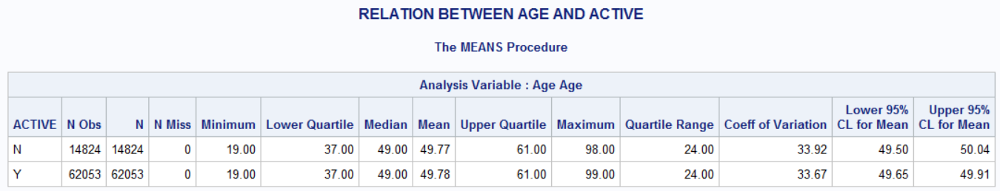 RELATION BETWEEN AGE AND ACTIVE
The MEANS Procedure
Analysis Variable : Age Age
ACTIVE N Obs N N Miss Minimum Lower Quartile Median Mean Upper Quartile Maximum Quartile Range Coeff of Variation Lower 95% CL for Mean Upper 95% CL for Mean
N 14824 14824 0 19.00 37.00 49.00 49.77 61.00 98.00 24.00 33.92 49.50 50.04
Y 62053 62053 0 19.00 37.00 49.00 49.78 61.00 99.00 24.00 33.67 49.65 49.91